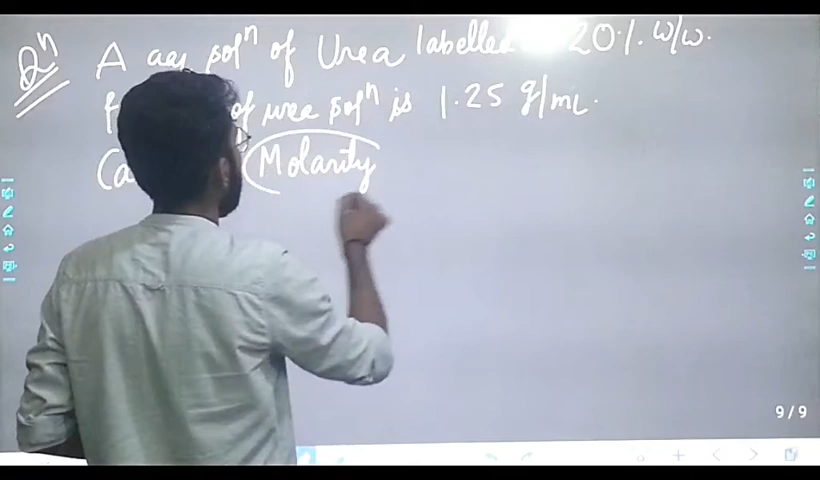 Qn A aq soln of Urea labelled 20%. w/w.
of urea soln is 1.25 g/mL.
Molarity
9/9